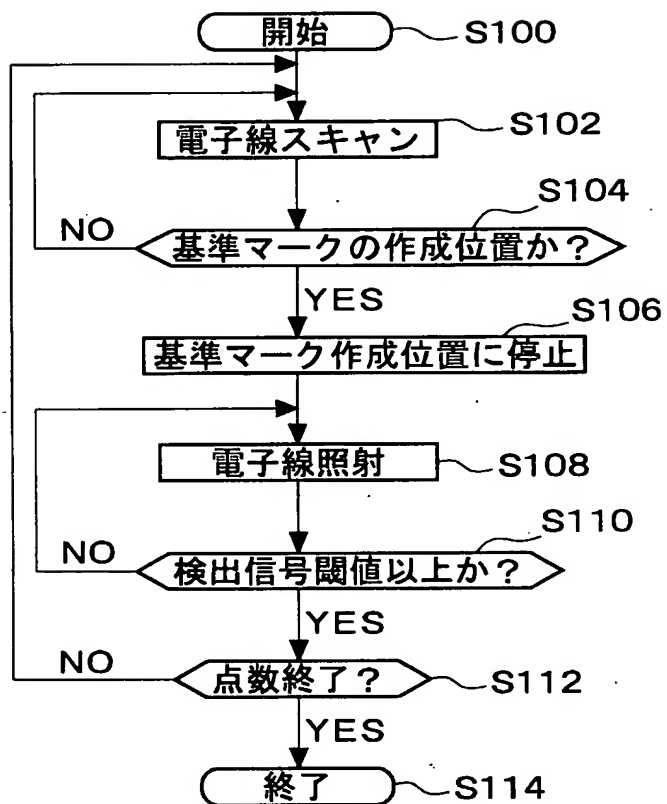 開始 S100
電子線スキャン S102
基準マークの作成位置か? S104
NO
YES
基準マーク作成位置に停止 S106
電子線照射 S108
検出信号閾値以上か? S110
NO
YES
点数終了? S112
NO
YES
終了 S114